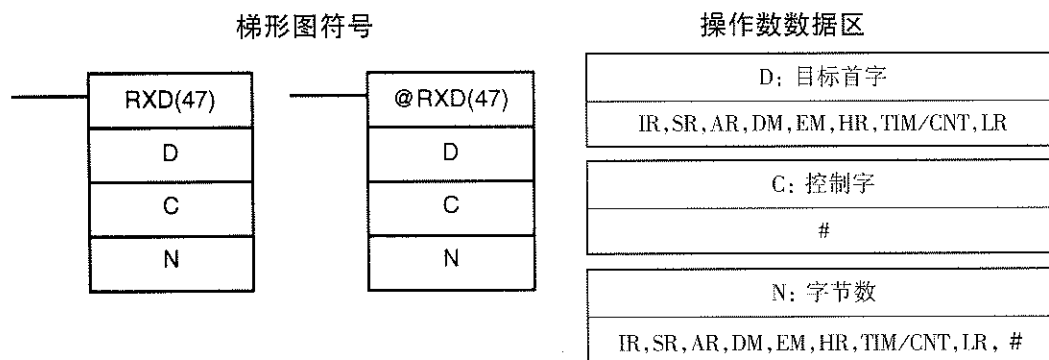 梯形图符号
RXD(47)
D
C
N
@RXD(47)
D
C
N
操作数数据区
D: 目标首字
IR,SR,AR,DM,EM,HR,TIM/CNT,LR
C: 控制字
#
N: 字节数
IR,SR,AR,DM,EM,HR,TIM/CNT,LR, #